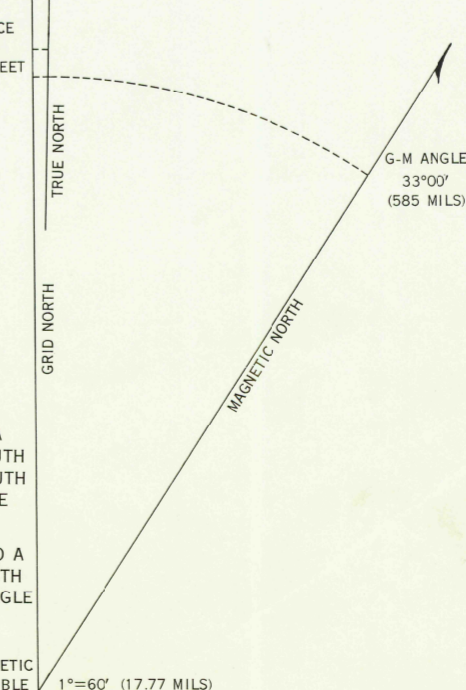 CE
EET
TRUE NORTH
G-M ANGLE
33°00′
(585 MILS)
GRID NORTH
MAGNETIC NORTH
A
UTH
UTH
E
D A
TH
GLE
ETIC
BLE
1°=60′ (17.77 MILS)